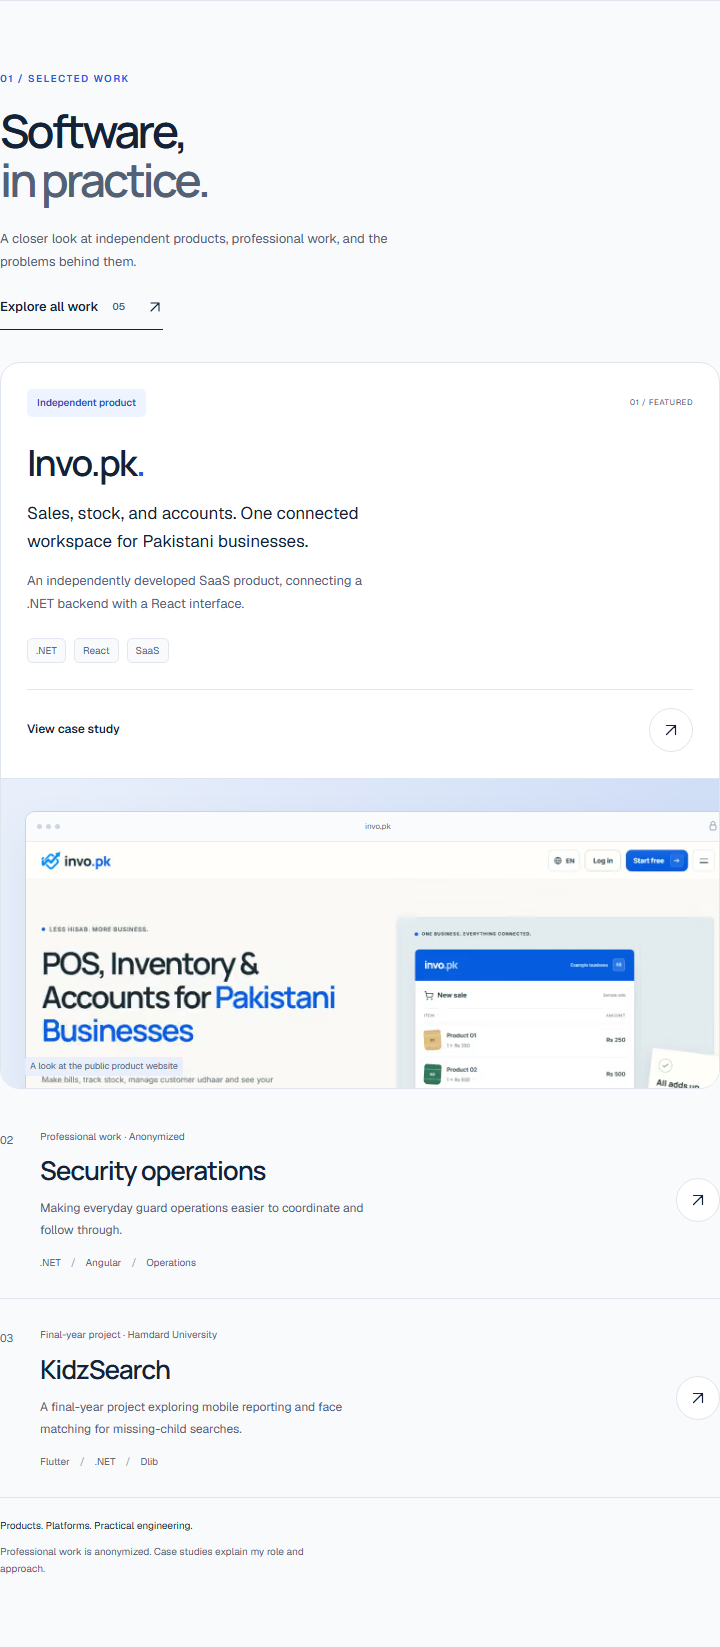 01 / SELECTED WORK
Software,
in practice.
A closer look at independent products, professional work, and the
problems behind them.
Explore all work 05
Independent product
01 / FEATURED
Invo.pk.
Sales, stock, and accounts. One connected
workspace for Pakistani businesses.
An independently developed SaaS product, connecting a
.NET backend with a React interface.
.NET React SaaS
View case study
invo.pk
invo.pk
EN Log in Start free
LESS HISAB. MORE BUSINESS.
POS, Inventory &
Accounts for Pakistani
Businesses
Make bills, track stock, manage customer udhaar and see your
A look at the public product website
ONE BUSINESS. EVERYTHING CONNECTED.
invo.pk Example business
New sale
ITEM AMOUNT
Product 01 Rs 250
Product 02 Rs 500
All adds up
02
Professional work · Anonymized
Security operations
Making everyday guard operations easier to coordinate and
follow through.
.NET / Angular / Operations
03
Final-year project · Hamdard University
KidzSearch
A final-year project exploring mobile reporting and face
matching for missing-child searches.
Flutter / .NET / Dlib
Products. Platforms. Practical engineering.
Professional work is anonymized. Case studies explain my role and
approach.